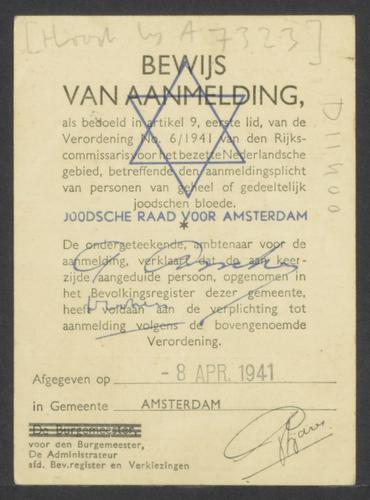 A 7323]
BEWIJS
VAN AANMELDING,
als bedoeld in artikel 9, eerste lid, van de
Verordening No. 6/1941 van den Rijks-
commissaris voor het bezette Nederlandsche
gebied, betreffende den aanmeldingsplicht
van personen van geheel of gedeeltelijk
joodschen bloede.
JOODSCHE RAAD VOOR AMSTERDAM
*
De ondergeteekende, ambtenaar voor de
aanmelding, verklaart dat de aan keer-
zijde aangeduide persoon, opgenomen in
het Bevolkingsregister dezer gemeente,
heeft voldaan aan de verplichting tot
aanmelding volgens de bovengenoemde
Verordening.
Afgegeven op - 8 APR. 1941
in Gemeente AMSTERDAM
De Burgemeester,
voor den Burgemeester,
De Administrateur
afd. Bev.register en Verkiezingen